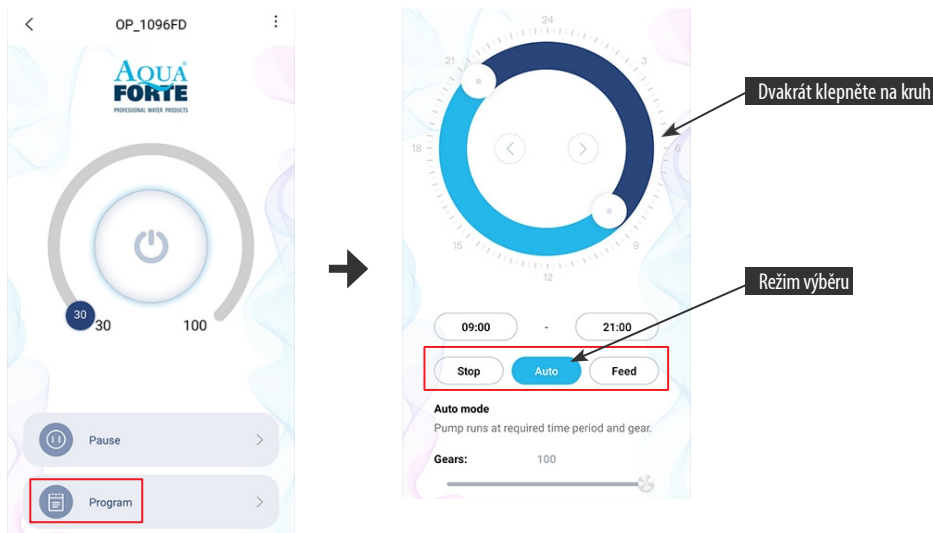 OP_1096FD
AQUA
FORTE
PROFESSIONAL WATER PRODUCTS
30
30
100
Pause
Program
24
21
3
18
6
15
9
12
09:00 - 21:00
Stop Auto Feed
Auto mode
Pump runs at required time period and gear.
Gears: 100
Dvakrát klepněte na kruh
Režim výběru